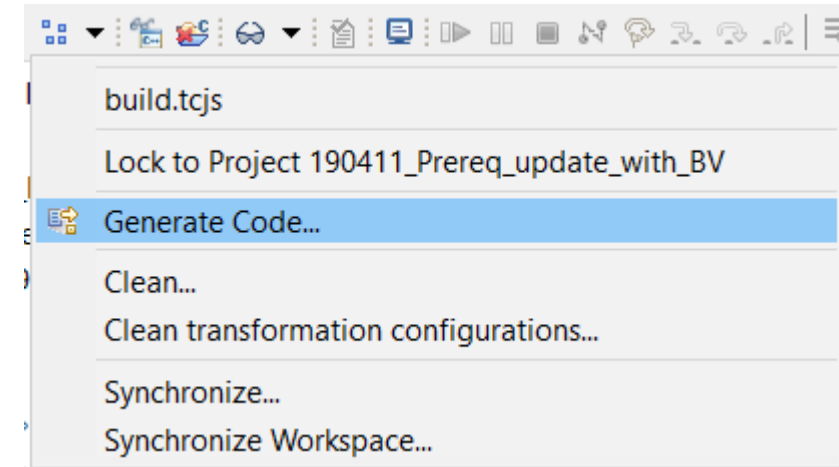 build.tcjs
Lock to Project 190411_Prereq_update_with_BV
Generate Code...
Clean...
Clean transformation configurations...
Synchronize...
Synchronize Workspace...